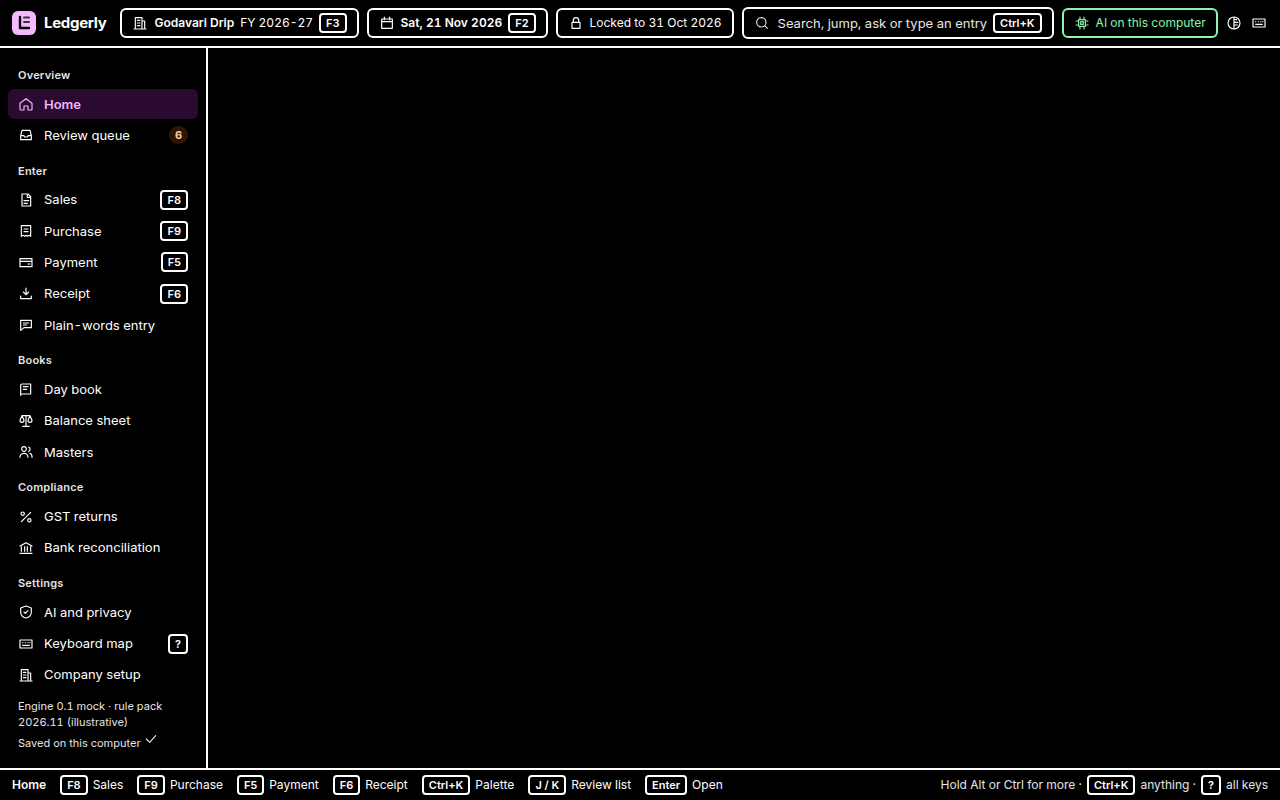 Ledgerly
Godavari Drip FY 2026-27 F3
Sat, 21 Nov 2026 F2
Locked to 31 Oct 2026
Search, jump, ask or type an entry Ctrl+K
AI on this computer
Overview
Home
Review queue 6
Enter
Sales F8
Purchase F9
Payment F5
Receipt F6
Plain-words entry
Books
Day book
Balance sheet
Masters
Compliance
GST returns
Bank reconciliation
Settings
AI and privacy
Keyboard map ?
Company setup
Engine 0.1 mock · rule pack
2026.11 (illustrative)
Saved on this computer
Home F8 Sales F9 Purchase F5 Payment F6 Receipt Ctrl+K Palette J / K Review list Enter Open
Hold Alt or Ctrl for more · Ctrl+K anything · ? all keys